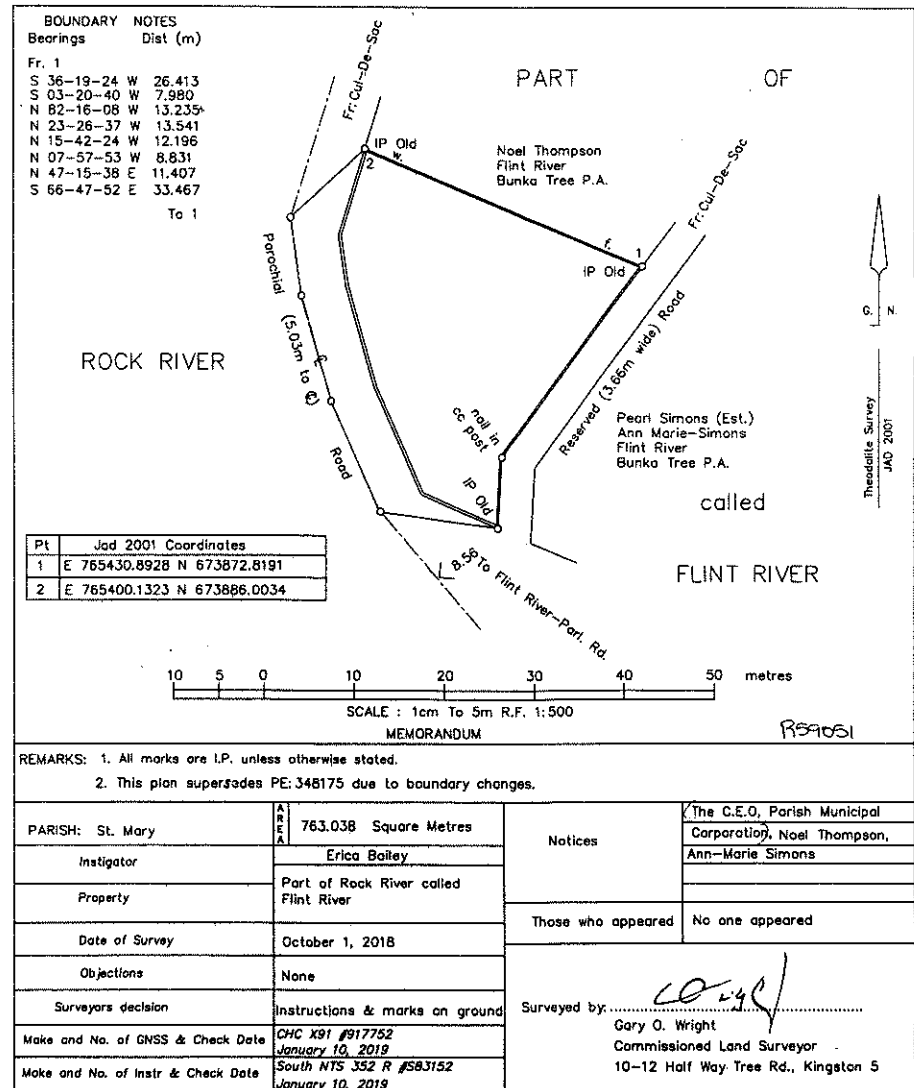 BOUNDARY NOTES
Bearings Dist (m)
Fr. 1
S 36-19-24 W 26.413
S 03-20-40 W 7.980
N 82-16-08 W 13.235
N 23-26-37 W 13.541
N 15-42-24 W 12.196
N 07-57-53 W 8.831
N 47-15-38 E 11.407
S 66-47-52 E 33.467
To 1
Fr: Cul-De-Sac
PART OF
IP Old
2
w.
Noel Thompson
Flint River
Bunka Tree P.A.
Fr: Cul-De-Sac
f.
1
IP Old
G. N.
Parochial (5.03m to ℄)
℄
Road
ROCK RIVER
nail in
cc post
IP Old
Reserved (3.66m wide) Road
Pearl Simons (Est.)
Ann Marie-Simons
Flint River
Bunka Tree P.A.
Theodolite Survey
JAD 2001
called
FLINT RIVER
8.56
To Flint River-Parl. Rd.
Pt Jad 2001 Coordinates
1 E 765430.8928 N 673872.8191
2 E 765400.1323 N 673886.0034
10 5 0 10 20 30 40 50 metres
SCALE : 1cm To 5m R.F. 1:500
MEMORANDUM
R59051
REMARKS: 1. All marks are I.P. unless otherwise stated.
2. This plan supersedes PE: 348175 due to boundary changes.
PARISH: St. Mary
AREA 763.038 Square Metres
Instigator Erica Bailey
Property Part of Rock River called
Flint River
Date of Survey October 1, 2018
Objections None
Surveyors decision Instructions & marks on ground
Make and No. of GNSS & Check Date CHC X91 #917752
January 10, 2019
Make and No. of Instr & Check Date South NTS 352 R #S83152
January 10, 2019
Notices The C.E.O, Parish Municipal
Corporation), Noel Thompson,
Ann-Marie Simons
Those who appeared No one appeared
Surveyed by:
Gary O. Wright
Commissioned Land Surveyor
10-12 Half Way Tree Rd., Kingston 5